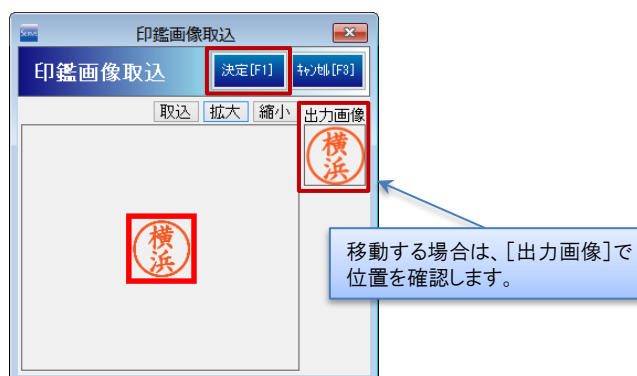 Serve 印鑑画像取込
印鑑画像取込 決定[F1] ｷｬﾝｾﾙ[F3]
取込 拡大 縮小 出力画像
横浜
横浜
移動する場合は、[出力画像]で
位置を確認します。